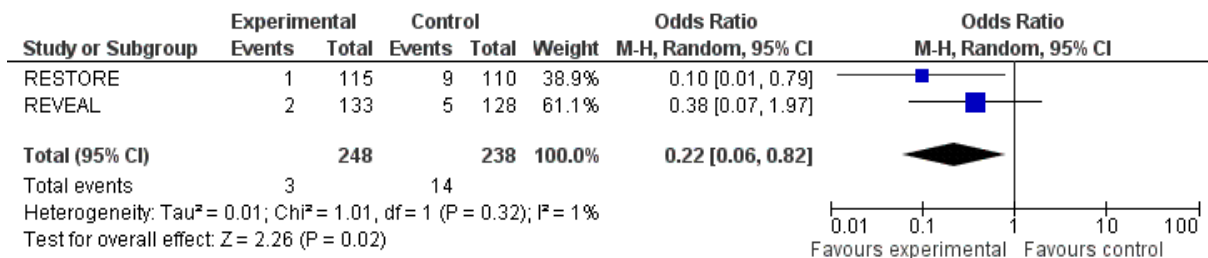 Experimental Control Odds Ratio Odds Ratio
Study or Subgroup Events Total Events Total Weight M-H, Random, 95% CI M-H, Random, 95% CI
RESTORE 1 115 9 110 38.9% 0.10 [0.01, 0.79]
REVEAL 2 133 5 128 61.1% 0.38 [0.07, 1.97]
Total (95% CI) 248 238 100.0% 0.22 [0.06, 0.82]
Total events 3 14
Heterogeneity: Tau² = 0.01; Chi² = 1.01, df = 1 (P = 0.32); I² = 1%
Test for overall effect: Z = 2.26 (P = 0.02)
0.01 0.1 1 10 100
Favours experimental Favours control